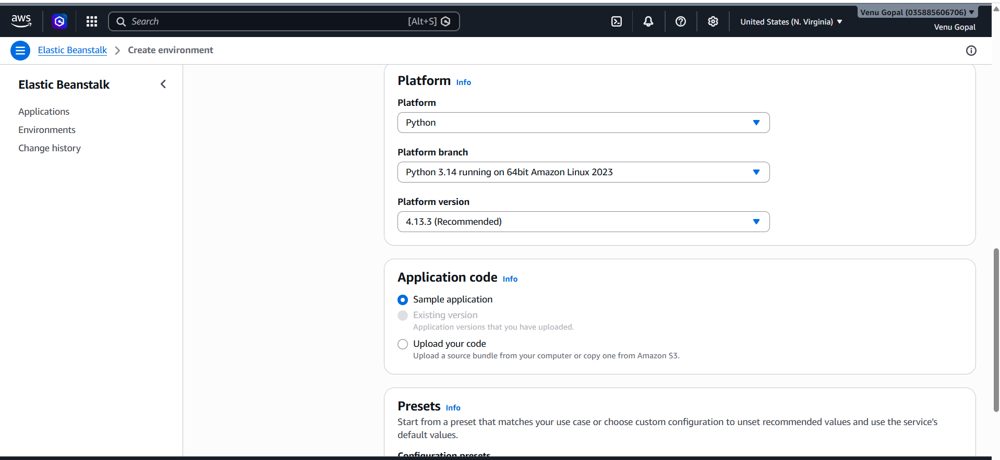 aws
Search
[Alt+S]
United States (N. Virginia)
Venu Gopal (035885606706)
Venu Gopal
Elastic Beanstalk
Create environment
Elastic Beanstalk
Applications
Environments
Change history
Platform Info
Platform
Python
Platform branch
Python 3.14 running on 64bit Amazon Linux 2023
Platform version
4.13.3 (Recommended)
Application code Info
Sample application
Existing version
Application versions that you have uploaded.
Upload your code
Upload a source bundle from your computer or copy one from Amazon S3.
Presets Info
Start from a preset that matches your use case or choose custom configuration to unset recommended values and use the service's
default values.
Configuration presets